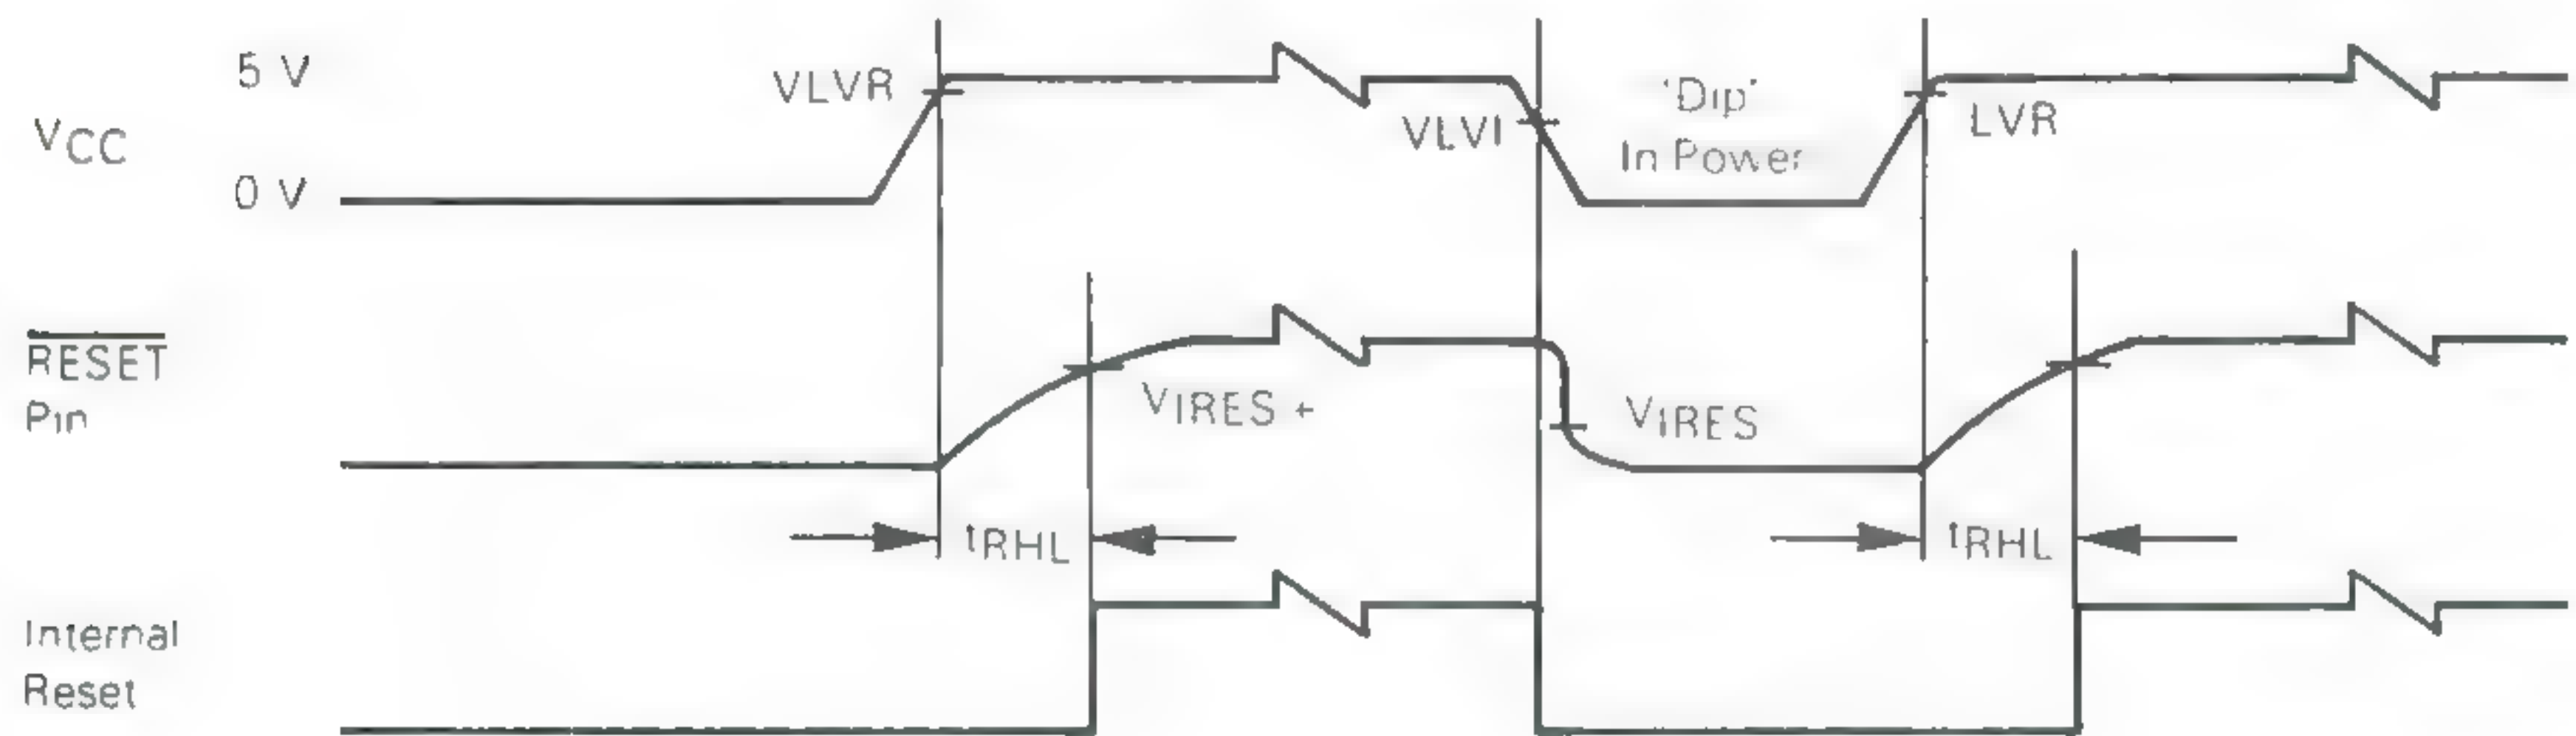 5 V
VCC
0 V
VLVR
VLVI
'Dip'
In Power
LVR
RESET
Pin
VIRES +
VIRES
tRHL
tRHL
Internal
Reset